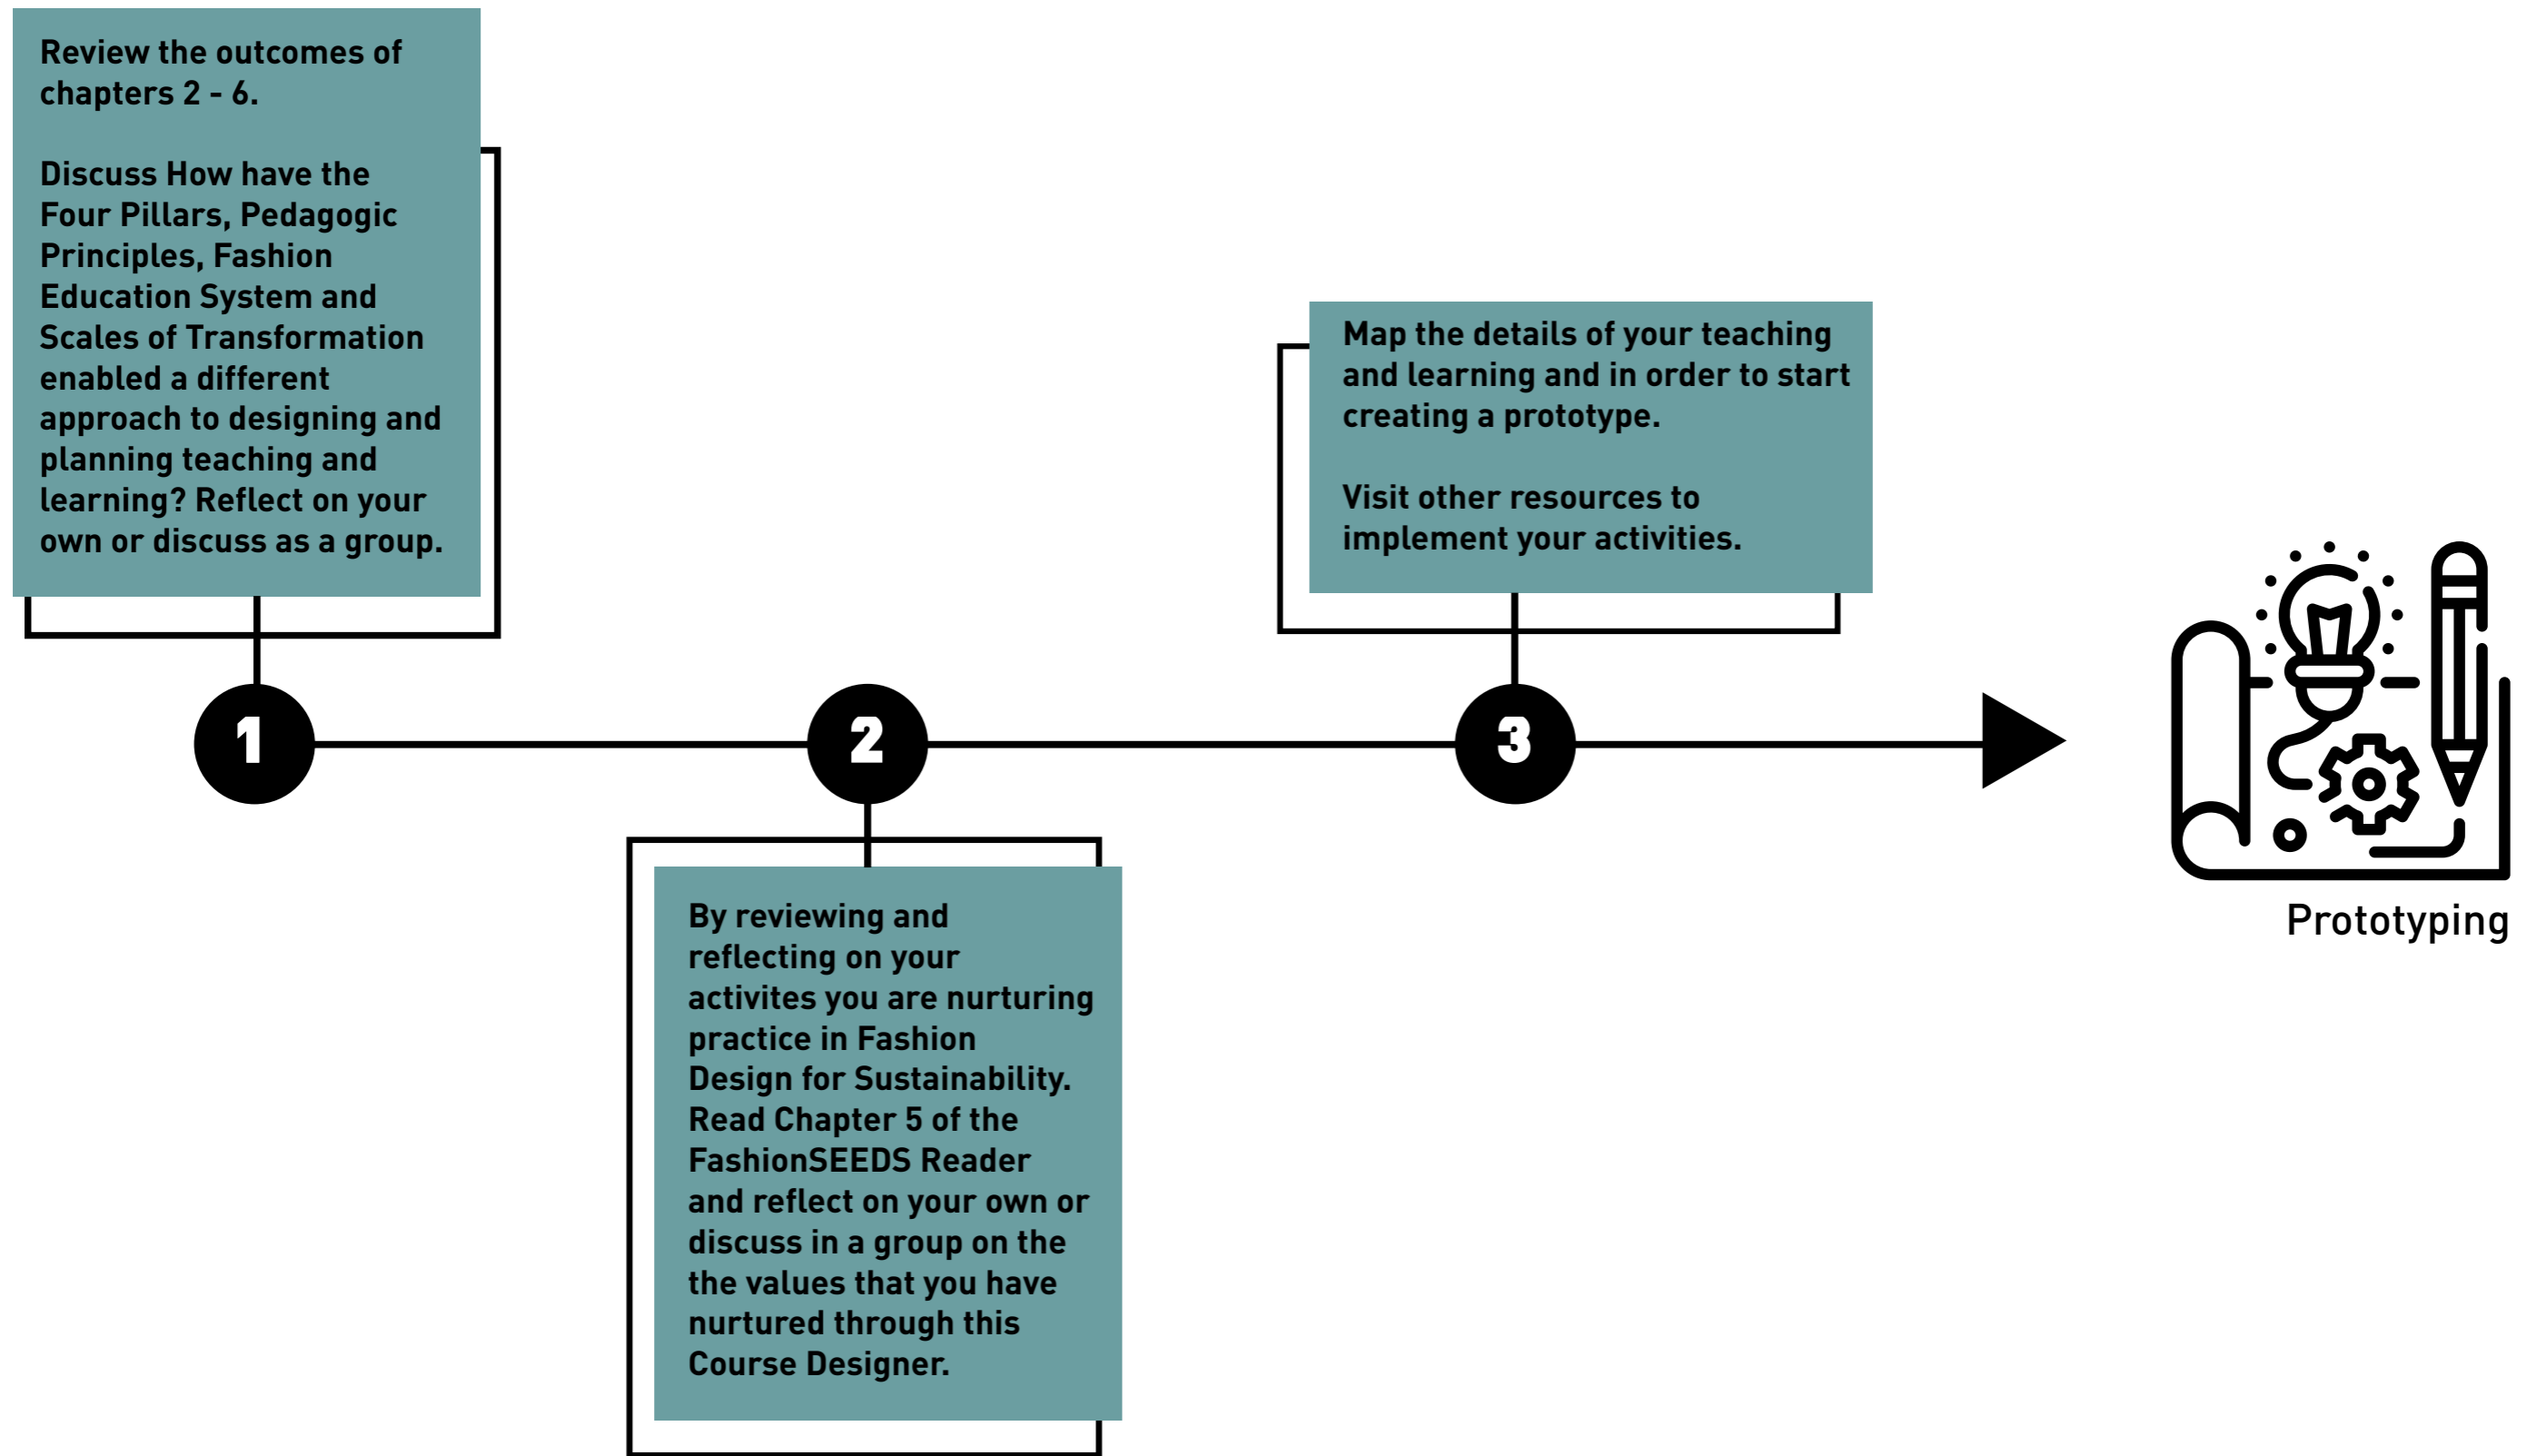 Review the outcomes of
chapters 2 - 6.
Discuss How have the
Four Pillars, Pedagogic
Principles, Fashion
Education System and
Scales of Transformation
enabled a different
approach to designing and
planning teaching and
learning? Reflect on your
own or discuss as a group.
1
2
By reviewing and
reflecting on your
activites you are nurturing
practice in Fashion
Design for Sustainability.
Read Chapter 5 of the
FashionSEEDS Reader
and reflect on your own or
discuss in a group on the
the values that you have
nurtured through this
Course Designer.
Map the details of your teaching
and learning and in order to start
creating a prototype.
Visit other resources to
implement your activities.
3
Prototyping